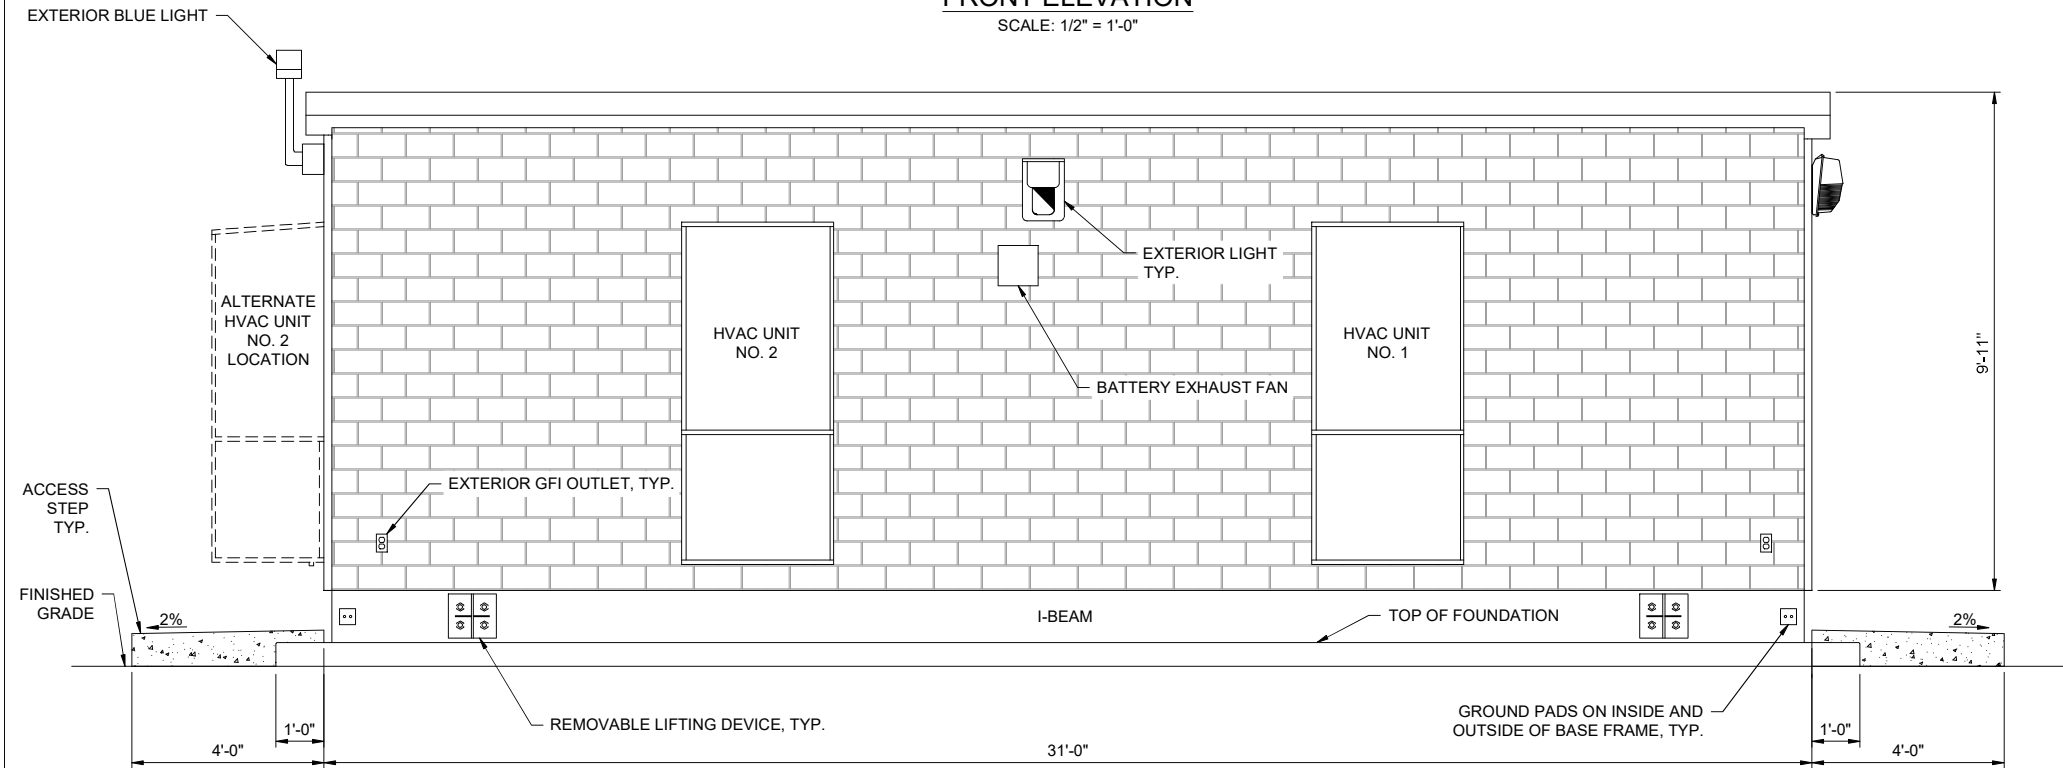 FRONT ELEVATION
SCALE: 1/2" = 1'-0"
EXTERIOR BLUE LIGHT
EXTERIOR LIGHT
TYP.
ALTERNATE
HVAC UNIT
NO. 2
LOCATION
HVAC UNIT
NO. 2
HVAC UNIT
NO. 1
9'-11"
BATTERY EXHAUST FAN
EXTERIOR GFI OUTLET, TYP.
ACCESS
STEP
TYP.
FINISHED
GRADE
2%
I-BEAM
TOP OF FOUNDATION
2%
REMOVABLE LIFTING DEVICE, TYP.
GROUND PADS ON INSIDE AND
OUTSIDE OF BASE FRAME, TYP.
1'-0"
1'-0"
4'-0"
31'-0"
4'-0"